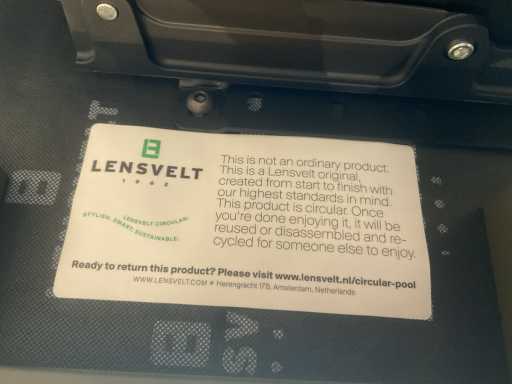 LENSVELT
1962
LENSVELT CIRCULAR:
STYLISH. SMART. SUSTAINABLE.
This is not an ordinary product.
This is a Lensvelt original,
created from start to finish with
our highest standards in mind.
This product is circular. Once
you're done enjoying it, it will be
reused or disassembled and re-
cycled for someone else to enjoy.
Ready to return this product? Please visit www.lensvelt.nl/circular-pool
WWW.LENSVELT.COM # Herengracht 178, Amsterdam, Netherlands
SV